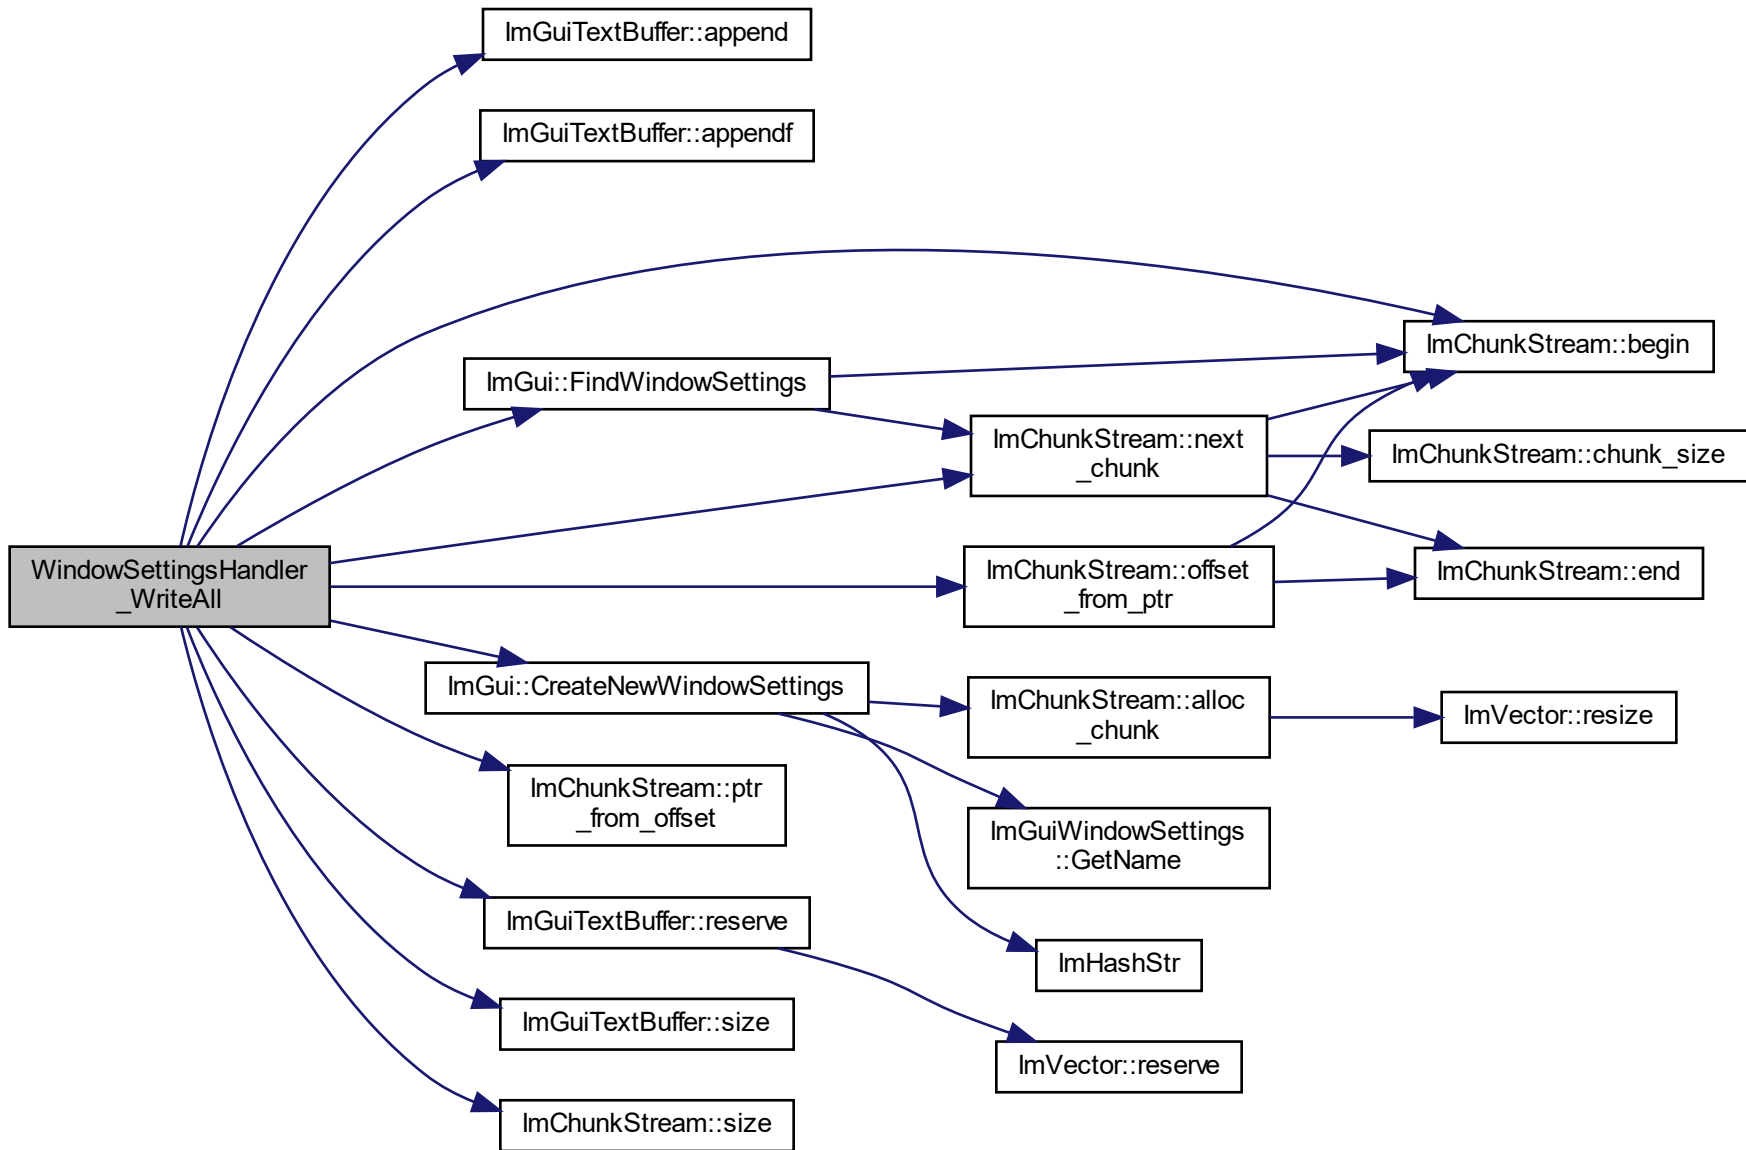 ImGuiTextBuffer::append
ImGuiTextBuffer::appendf
ImChunkStream::begin
ImGui::FindWindowSettings
ImChunkStream::next
_chunk
ImChunkStream::chunk_size
WindowSettingsHandler
_WriteAll
ImChunkStream::offset
_from_ptr
ImChunkStream::end
ImGui::CreateNewWindowSettings
ImChunkStream::alloc
_chunk
ImVector::resize
ImChunkStream::ptr
_from_offset
ImGuiWindowSettings
::GetName
ImGuiTextBuffer::reserve
ImHashStr
ImGuiTextBuffer::size
ImVector::reserve
ImChunkStream::size